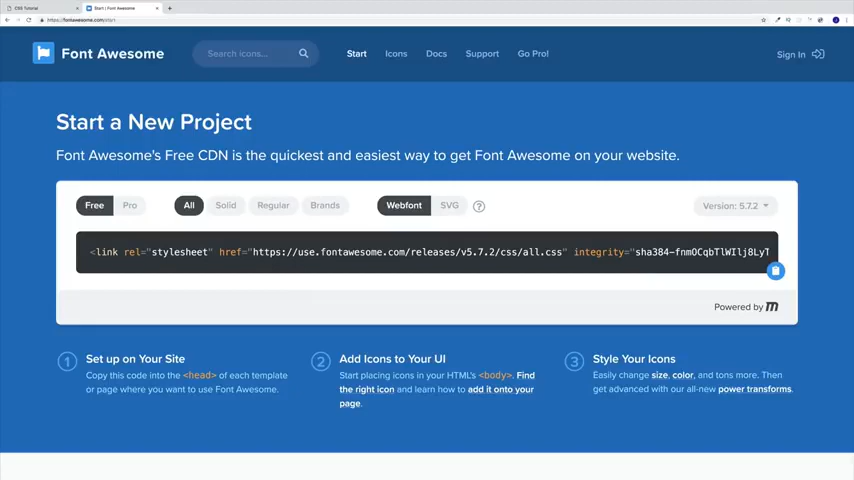 CSS Tutorial
Start | Font Awesome
https://fontawesome.com/start
Font Awesome
Search icons...
Start
Icons
Docs
Support
Go Pro!
Sign In
Start a New Project
Font Awesome's Free CDN is the quickest and easiest way to get Font Awesome on your website.
Free
Pro
All
Solid
Regular
Brands
Webfont
SVG
?
Version: 5.7.2
<link rel="stylesheet" href="https://use.fontawesome.com/releases/v5.7.2/css/all.css" integrity="sha384-fnmOCqbTlWIlj8LyT
Powered by
1
Set up on Your Site
Copy this code into the <head> of each template
or page where you want to use Font Awesome.
2
Add Icons to Your UI
Start placing icons in your HTML's <body>. Find
the right icon and learn how to add it onto your
page.
3
Style Your Icons
Easily change size, color, and tons more. Then
get advanced with our all-new power transforms.